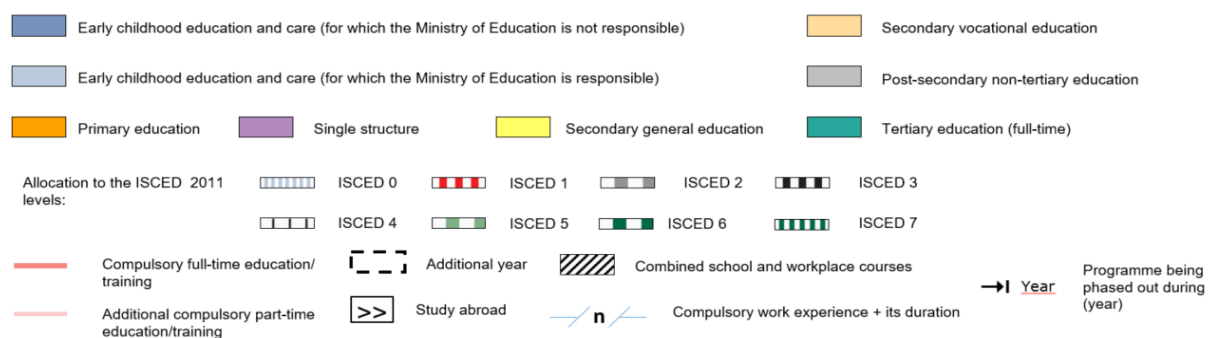 Early childhood education and care (for which the Ministry of Education is not responsible)
Secondary vocational education
Early childhood education and care (for which the Ministry of Education is responsible)
Post-secondary non-tertiary education
Primary education
Single structure
Secondary general education
Tertiary education (full-time)
Allocation to the ISCED 2011
levels:
ISCED 0
ISCED 1
ISCED 2
ISCED 3
ISCED 4
ISCED 5
ISCED 6
ISCED 7
Compulsory full-time education/
training
Additional year
Combined school and workplace courses
Year
Programme being
phased out during
(year)
Additional compulsory part-time
education/training
>>
Study abroad
n
Compulsory work experience + its duration